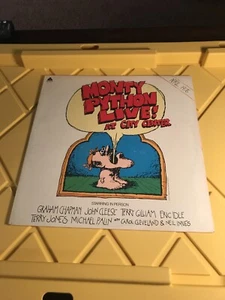 MONTY
PYTHON
LIVE!
AT CITY CENTER
STARRING IN PERSON:
GRAHAM CHAPMAN JOHN CLEESE TERRY GILLIAM ERIC IDLE
TERRY JONES MICHAEL PALIN WITH CAROL CLEVELAND & NEIL INNES